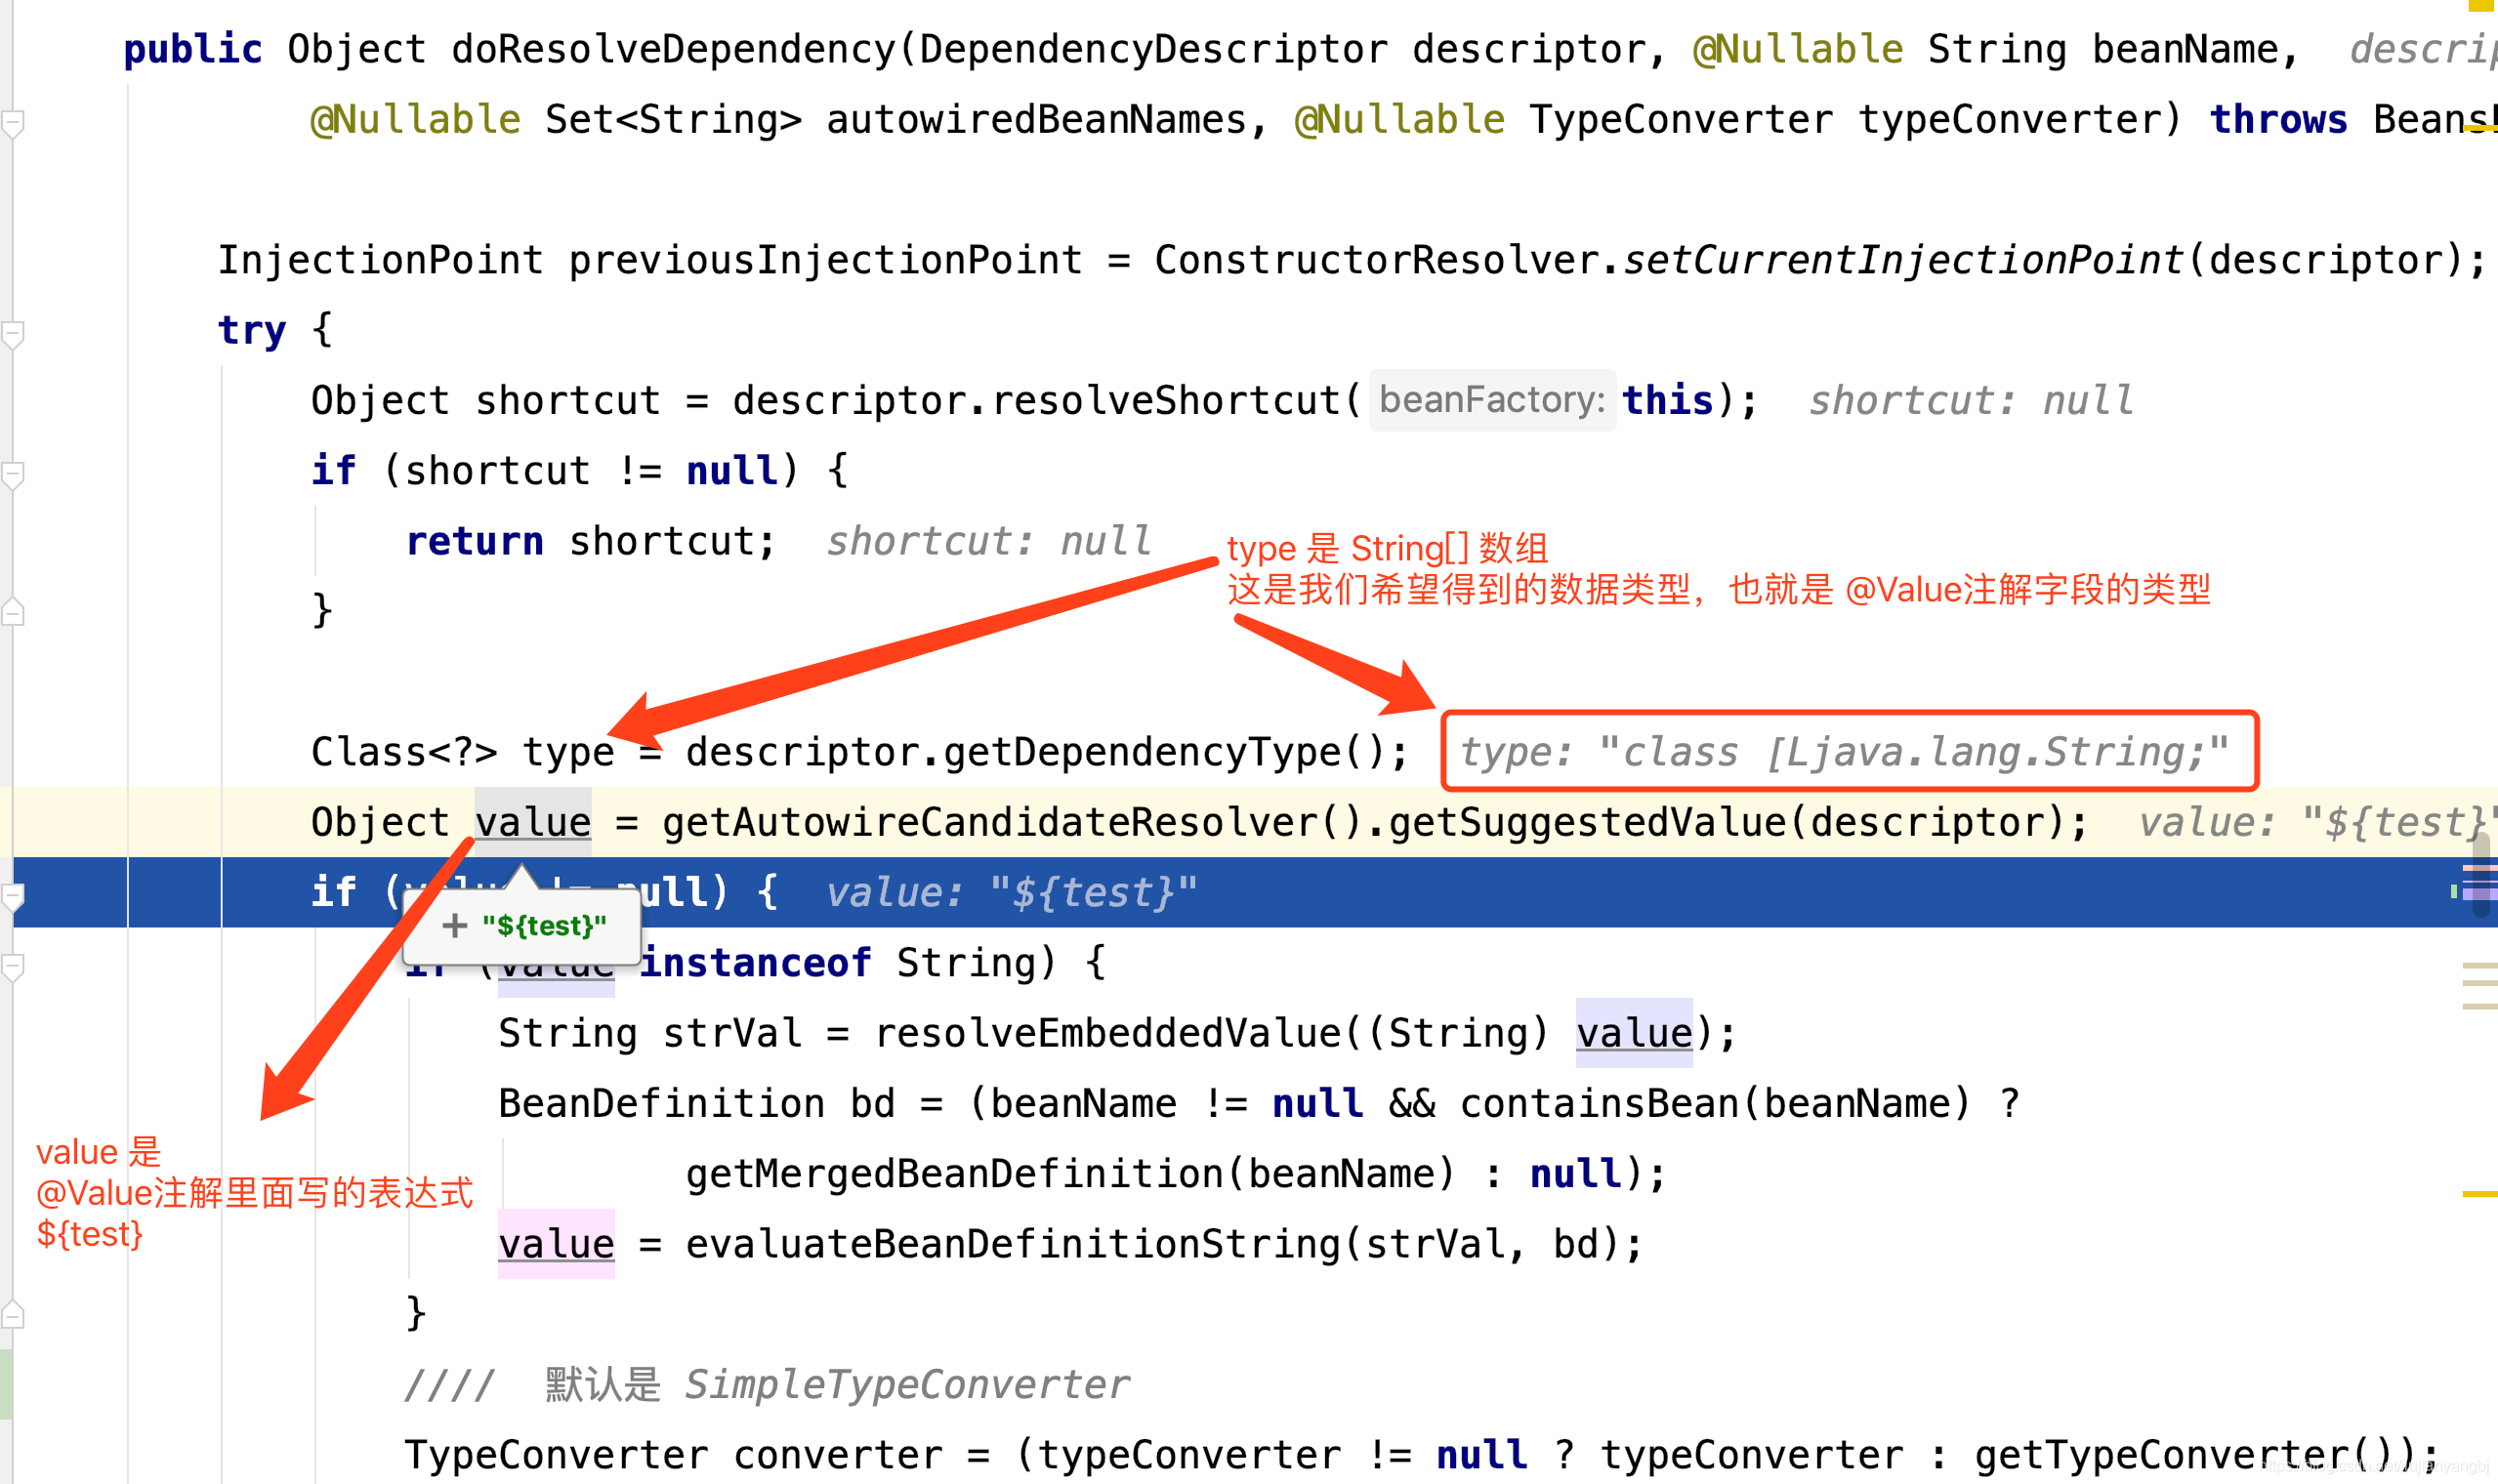 public Object doResolveDependency(DependencyDescriptor descriptor, @Nullable String beanName, descrip
@Nullable Set<String> autowiredBeanNames, @Nullable TypeConverter typeConverter) throws Beans
InjectionPoint previousInjectionPoint = ConstructorResolver.setCurrentInjectionPoint(descriptor);
try {
Object shortcut = descriptor.resolveShortcut( beanFactory: this); shortcut: null
if (shortcut != null) {
return shortcut; shortcut: null
type 是 String[] 数组
这是我们希望得到的数据类型，也就是 @Value注解字段的类型
}
Class<?> type = descriptor.getDependencyType(); type: "class [Ljava.lang.String;"
Object value = getAutowireCandidateResolver().getSuggestedValue(descriptor); value: "${test}"
if (value != null) { value: "${test}"
+ "${test}"
if (value instanceof String) {
String strVal = resolveEmbeddedValue((String) value);
BeanDefinition bd = (beanName != null && containsBean(beanName) ?
getMergedBeanDefinition(beanName) : null);
value 是
@Value注解里面写的表达式
${test}
value = evaluateBeanDefinitionString(strVal, bd);
}
//// 默认是 SimpleTypeConverter
TypeConverter converter = (typeConverter != null ? typeConverter : getTypeConverter());